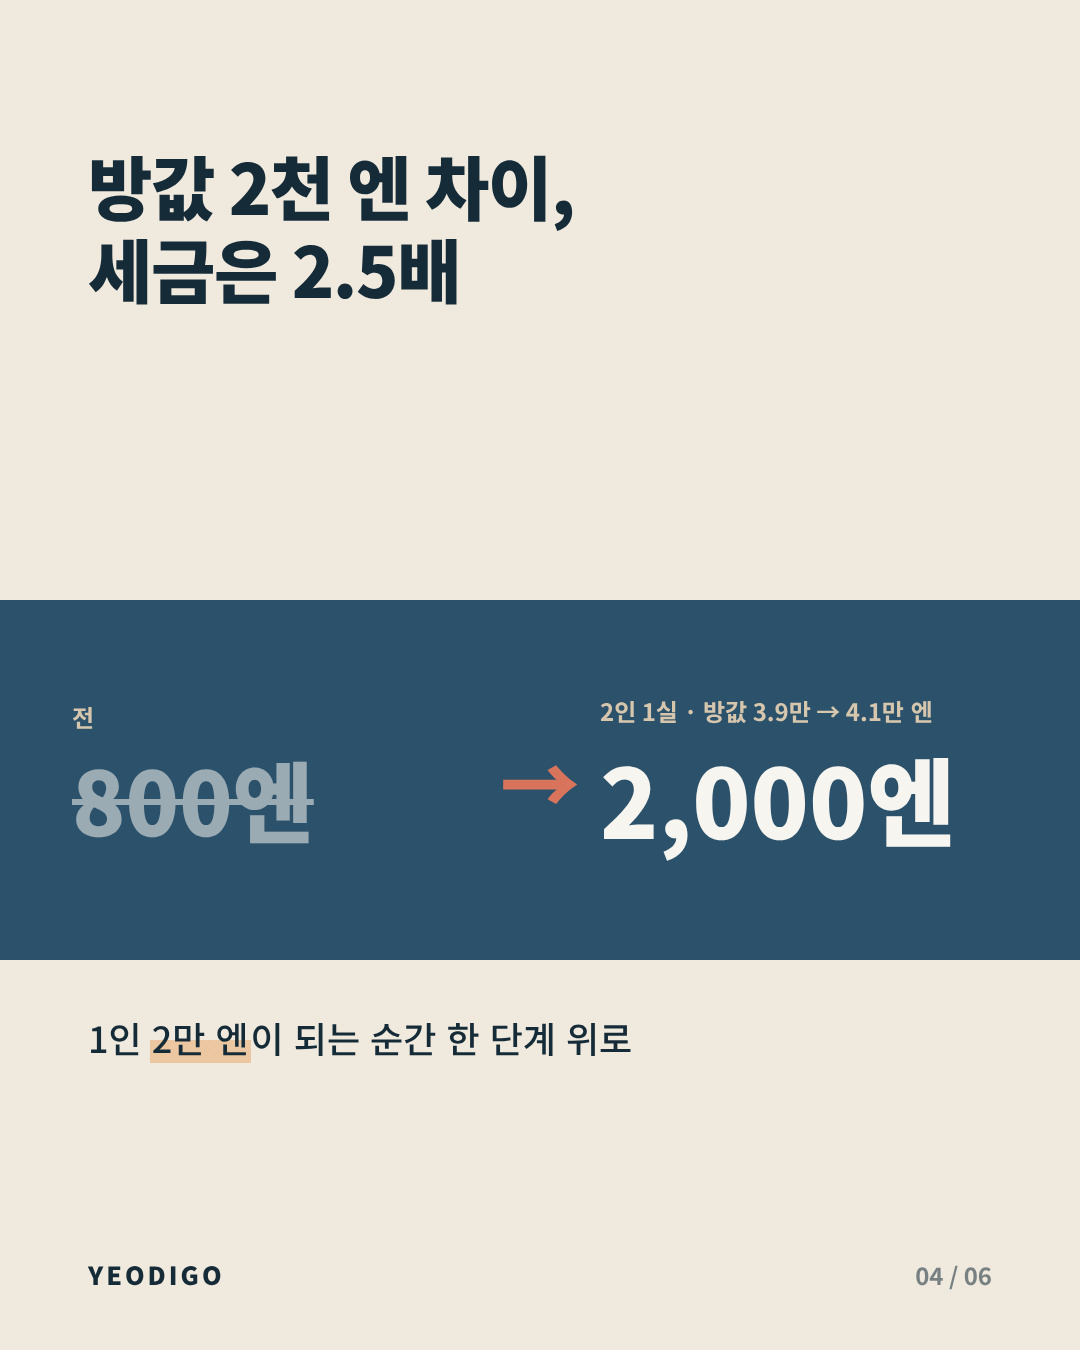 방값 2천 엔 차이,
세금은 2.5배
전
800엔
→
2인 1실 · 방값 3.9만 → 4.1만 엔
2,000엔
1인 2만 엔이 되는 순간 한 단계 위로
YEODIGO
04 / 06